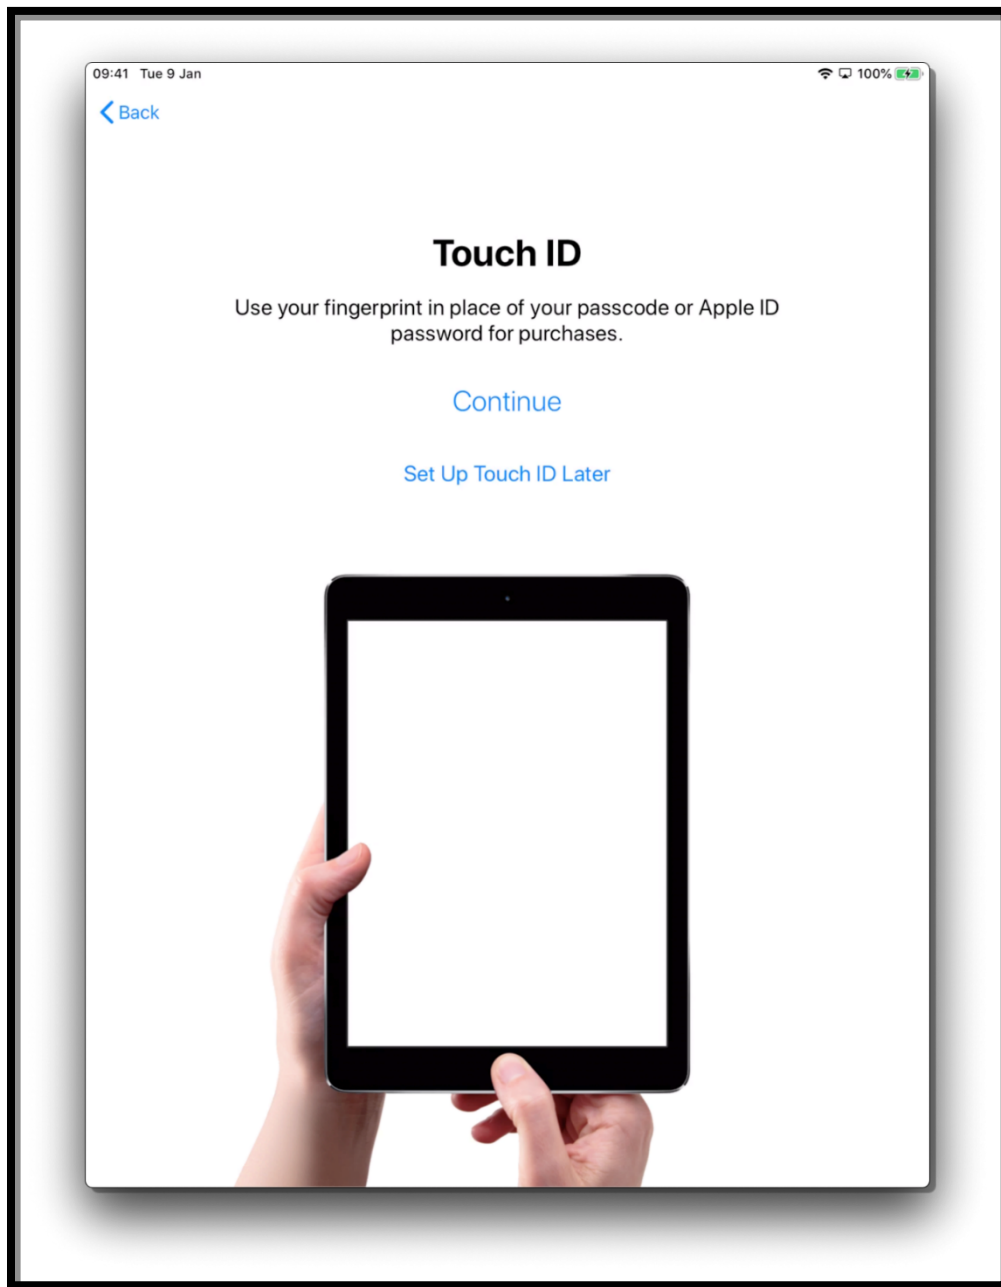 09:41 Tue 9 Jan 100%
Back
Touch ID
Use your fingerprint in place of your passcode or Apple ID
password for purchases.
Continue
Set Up Touch ID Later